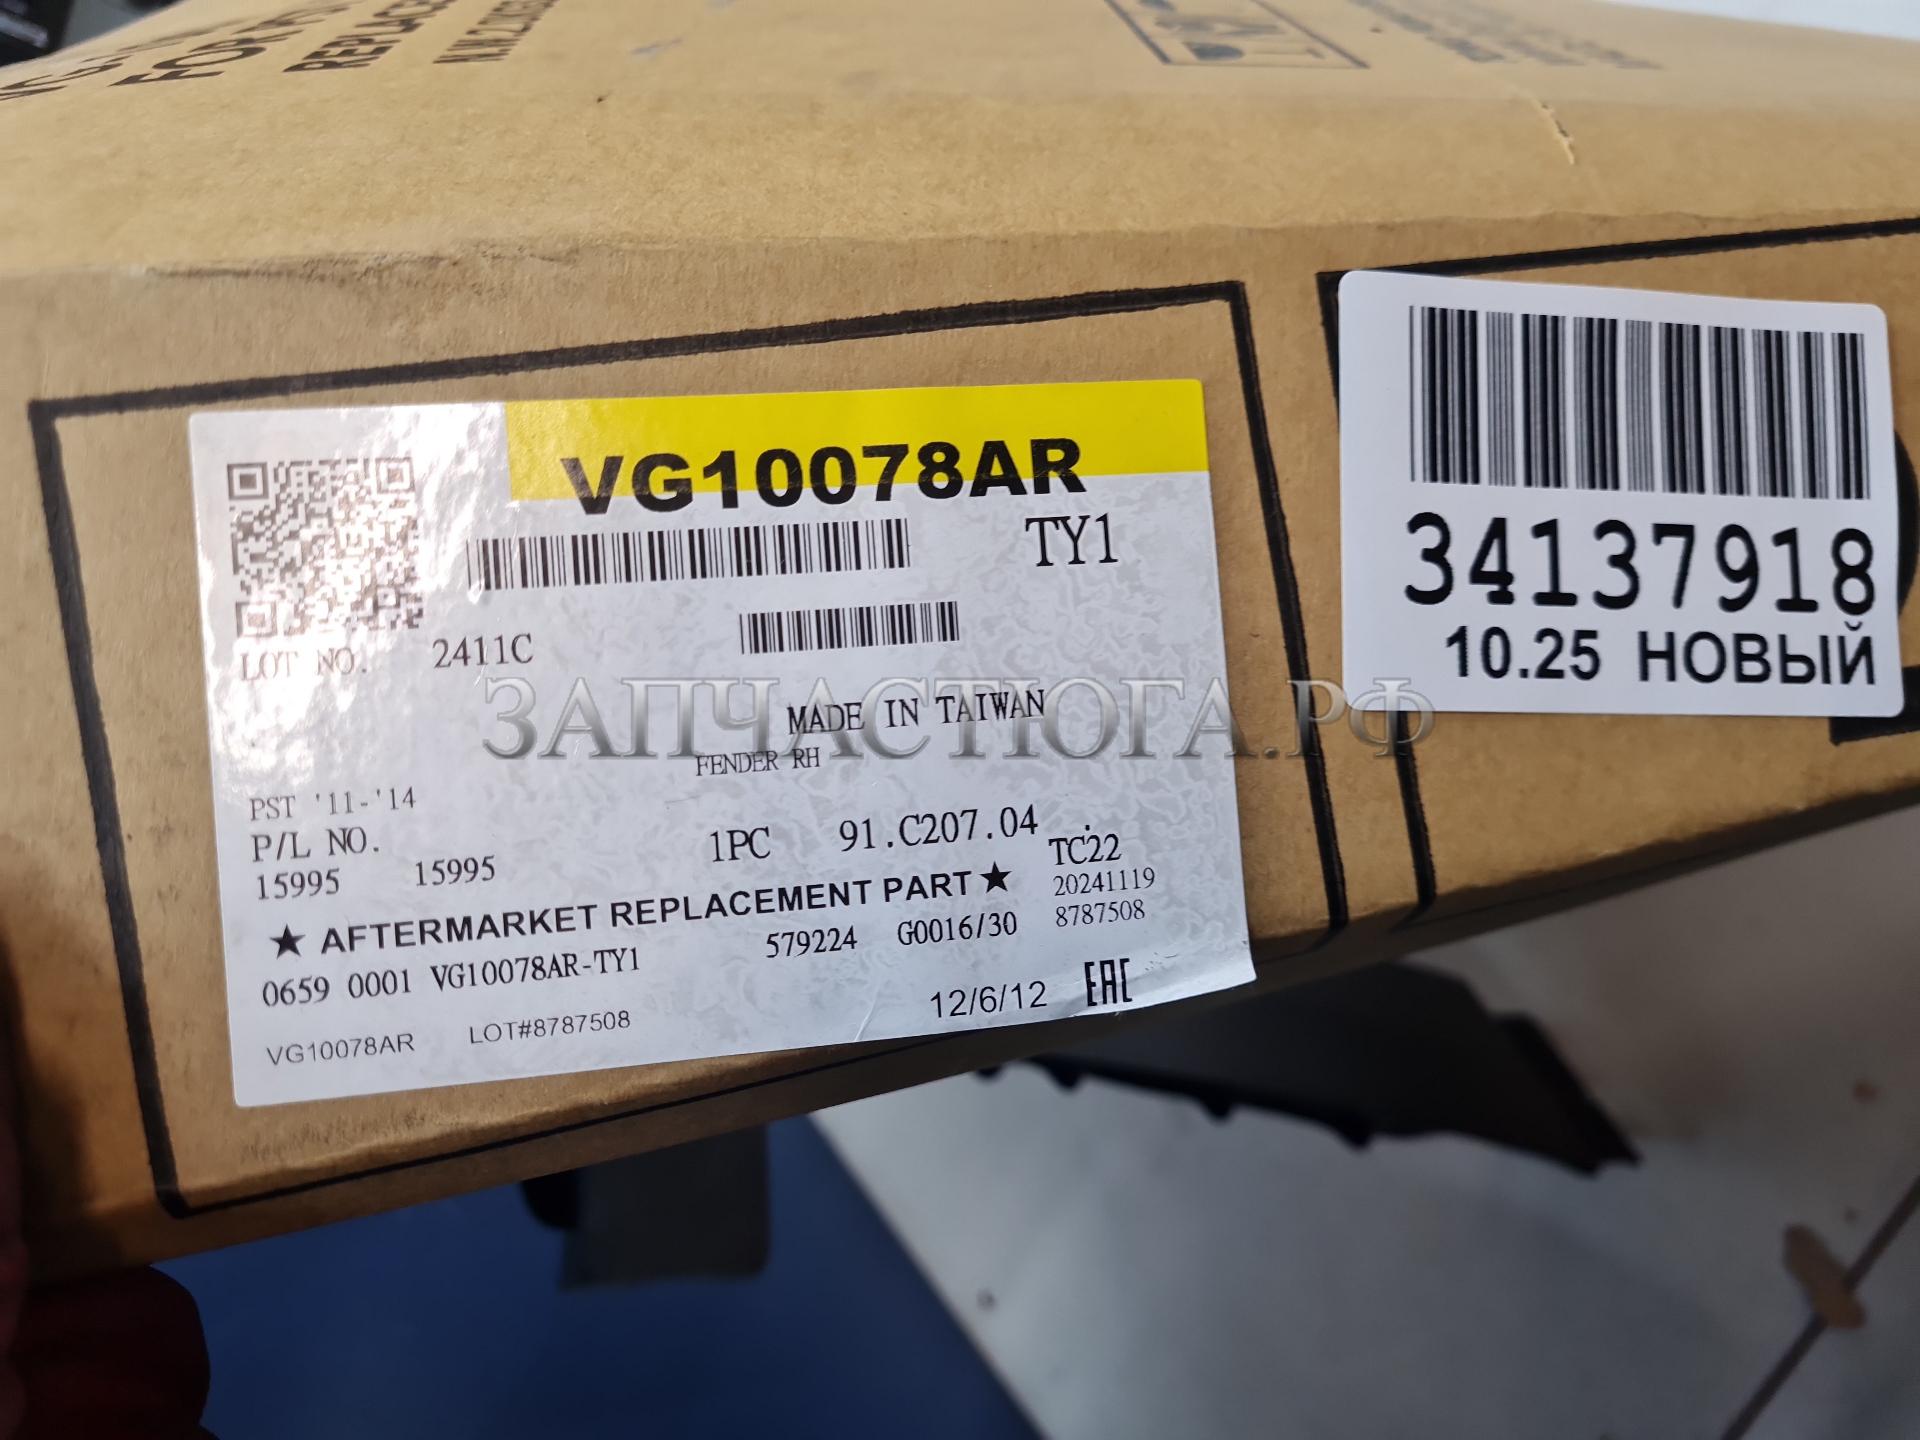 REPLACE
VG10078AR
TY1
LOT NO. 2411C
MADE IN TAIWAN
ЗАПЧАСТЮГА.РФ
FENDER RH
PST '11-'14
P/L NO.
1PC 91.C207.04
15995 15995
TC22
★ AFTERMARKET REPLACEMENT PART ★
20241119
0659 0001 VG10078AR-TY1 579224 G0016/30
8787508
VG10078AR LOT#8787508 12/6/12 EAC
34137918
10.25 НОВЫЙ